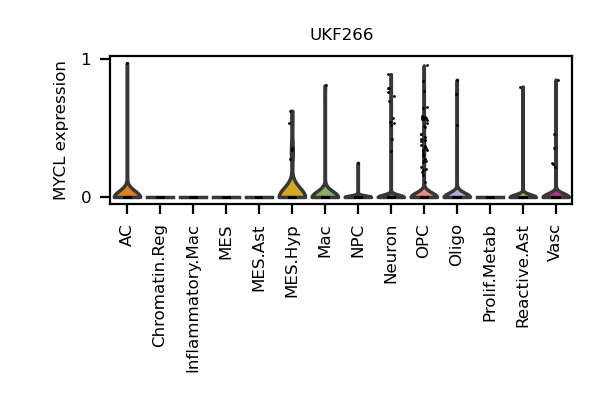 UKF266
MYCL expression
1
0
AC
Chromatin.Reg
Inflammatory.Mac
MES
MES.Ast
MES.Hyp
Mac
NPC
Neuron
OPC
Oligo
Prolif.Metab
Reactive.Ast
Vasc